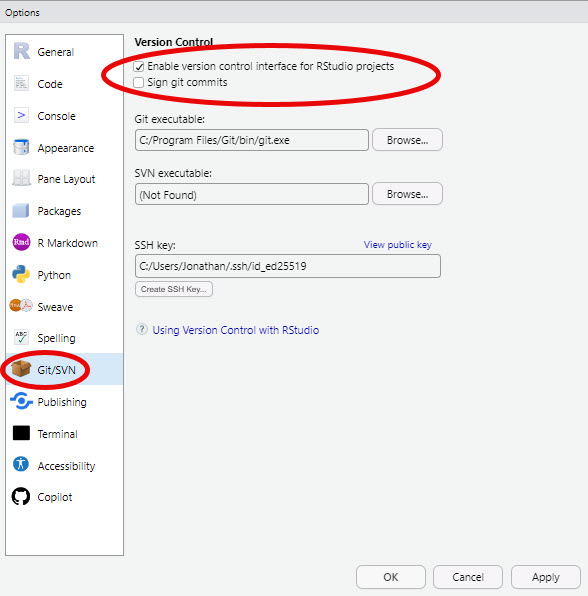 Options
R General
Code
> Console
Appearance
Pane Layout
Packages
Rmd R Markdown
Python
Sweave
ABC Spelling
Git/SVN
Publishing
Terminal
Accessibility
Copilot
Version Control
Enable version control interface for RStudio projects
Sign git commits
Git executable:
C:/Program Files/Git/bin/git.exe Browse...
SVN executable:
(Not Found) Browse...
SSH key: View public key
C:/Users/Jonathan/.ssh/id_ed25519
Create SSH Key...
? Using Version Control with RStudio
OK Cancel Apply